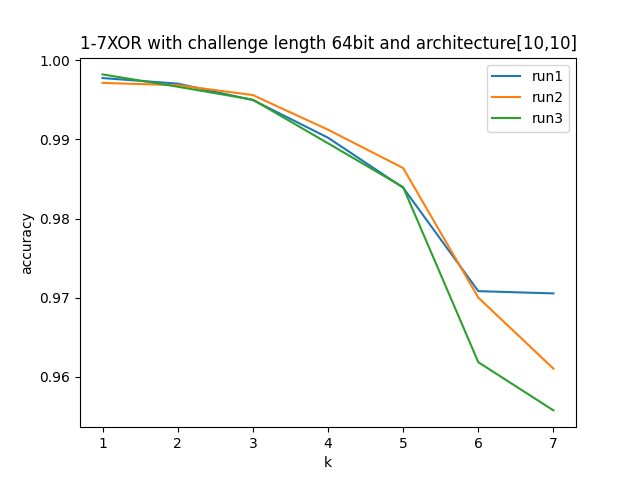 1-7XOR with challenge length 64bit and architecture[10,10]
1.00
0.99
0.98
0.97
0.96
accuracy
run1
run2
run3
1 2 3 4 5 6 7
k